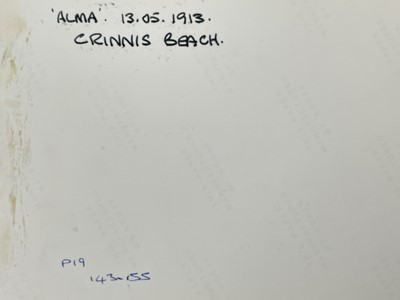 'ALMA'. 13.05.1913.
CRINNIS BEACH.
P19
143x155